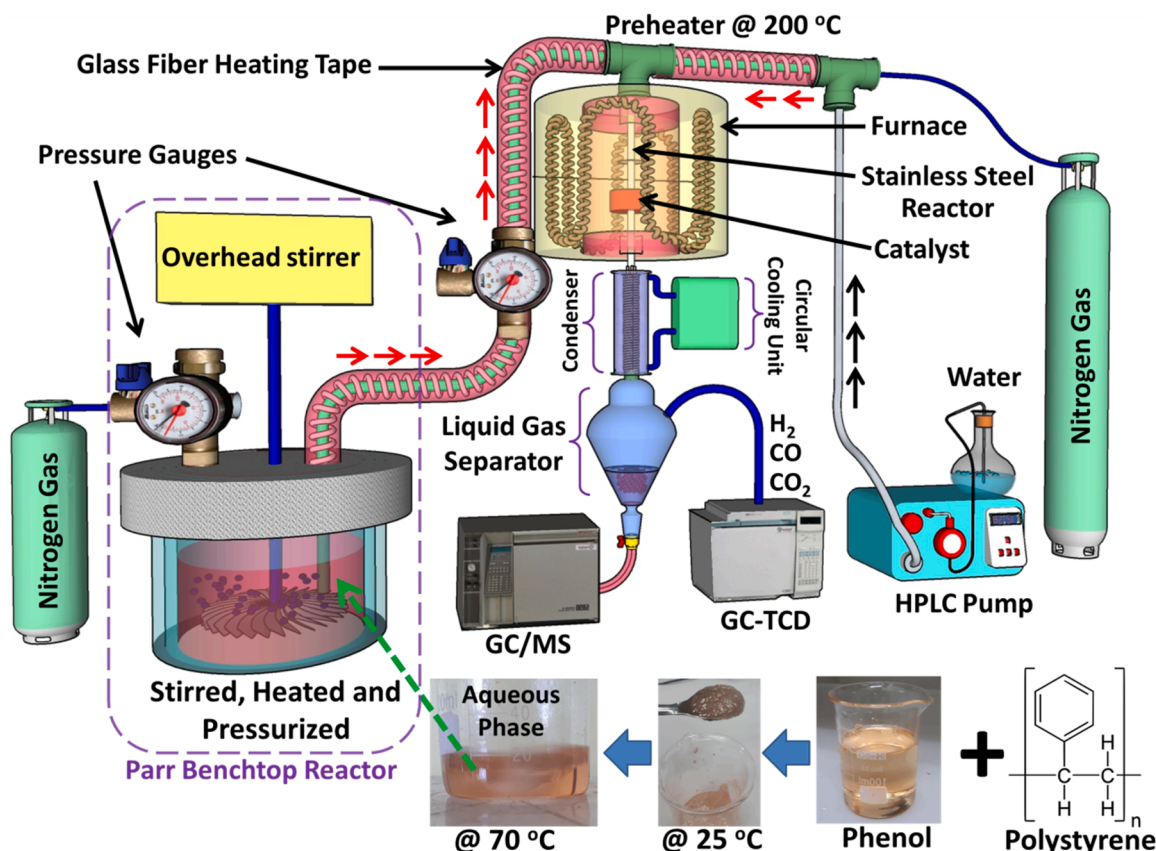 Preheater @ 200 °C
Glass Fiber Heating Tape
Pressure Gauges
Furnace
Stainless Steel
Reactor
Catalyst
Overhead stirrer
Condenser
Circular
Cooling Unit
Nitrogen Gas
Nitrogen Gas
Water
Liquid Gas
Separator
H₂
CO
CO₂
HPLC Pump
GC-TCD
GC/MS
Stirred, Heated and
Pressurized
Parr Benchtop Reactor
Aqueous
Phase
@ 70 °C
@ 25 °C
Phenol
Polystyrene
H
C
C
H
H
n